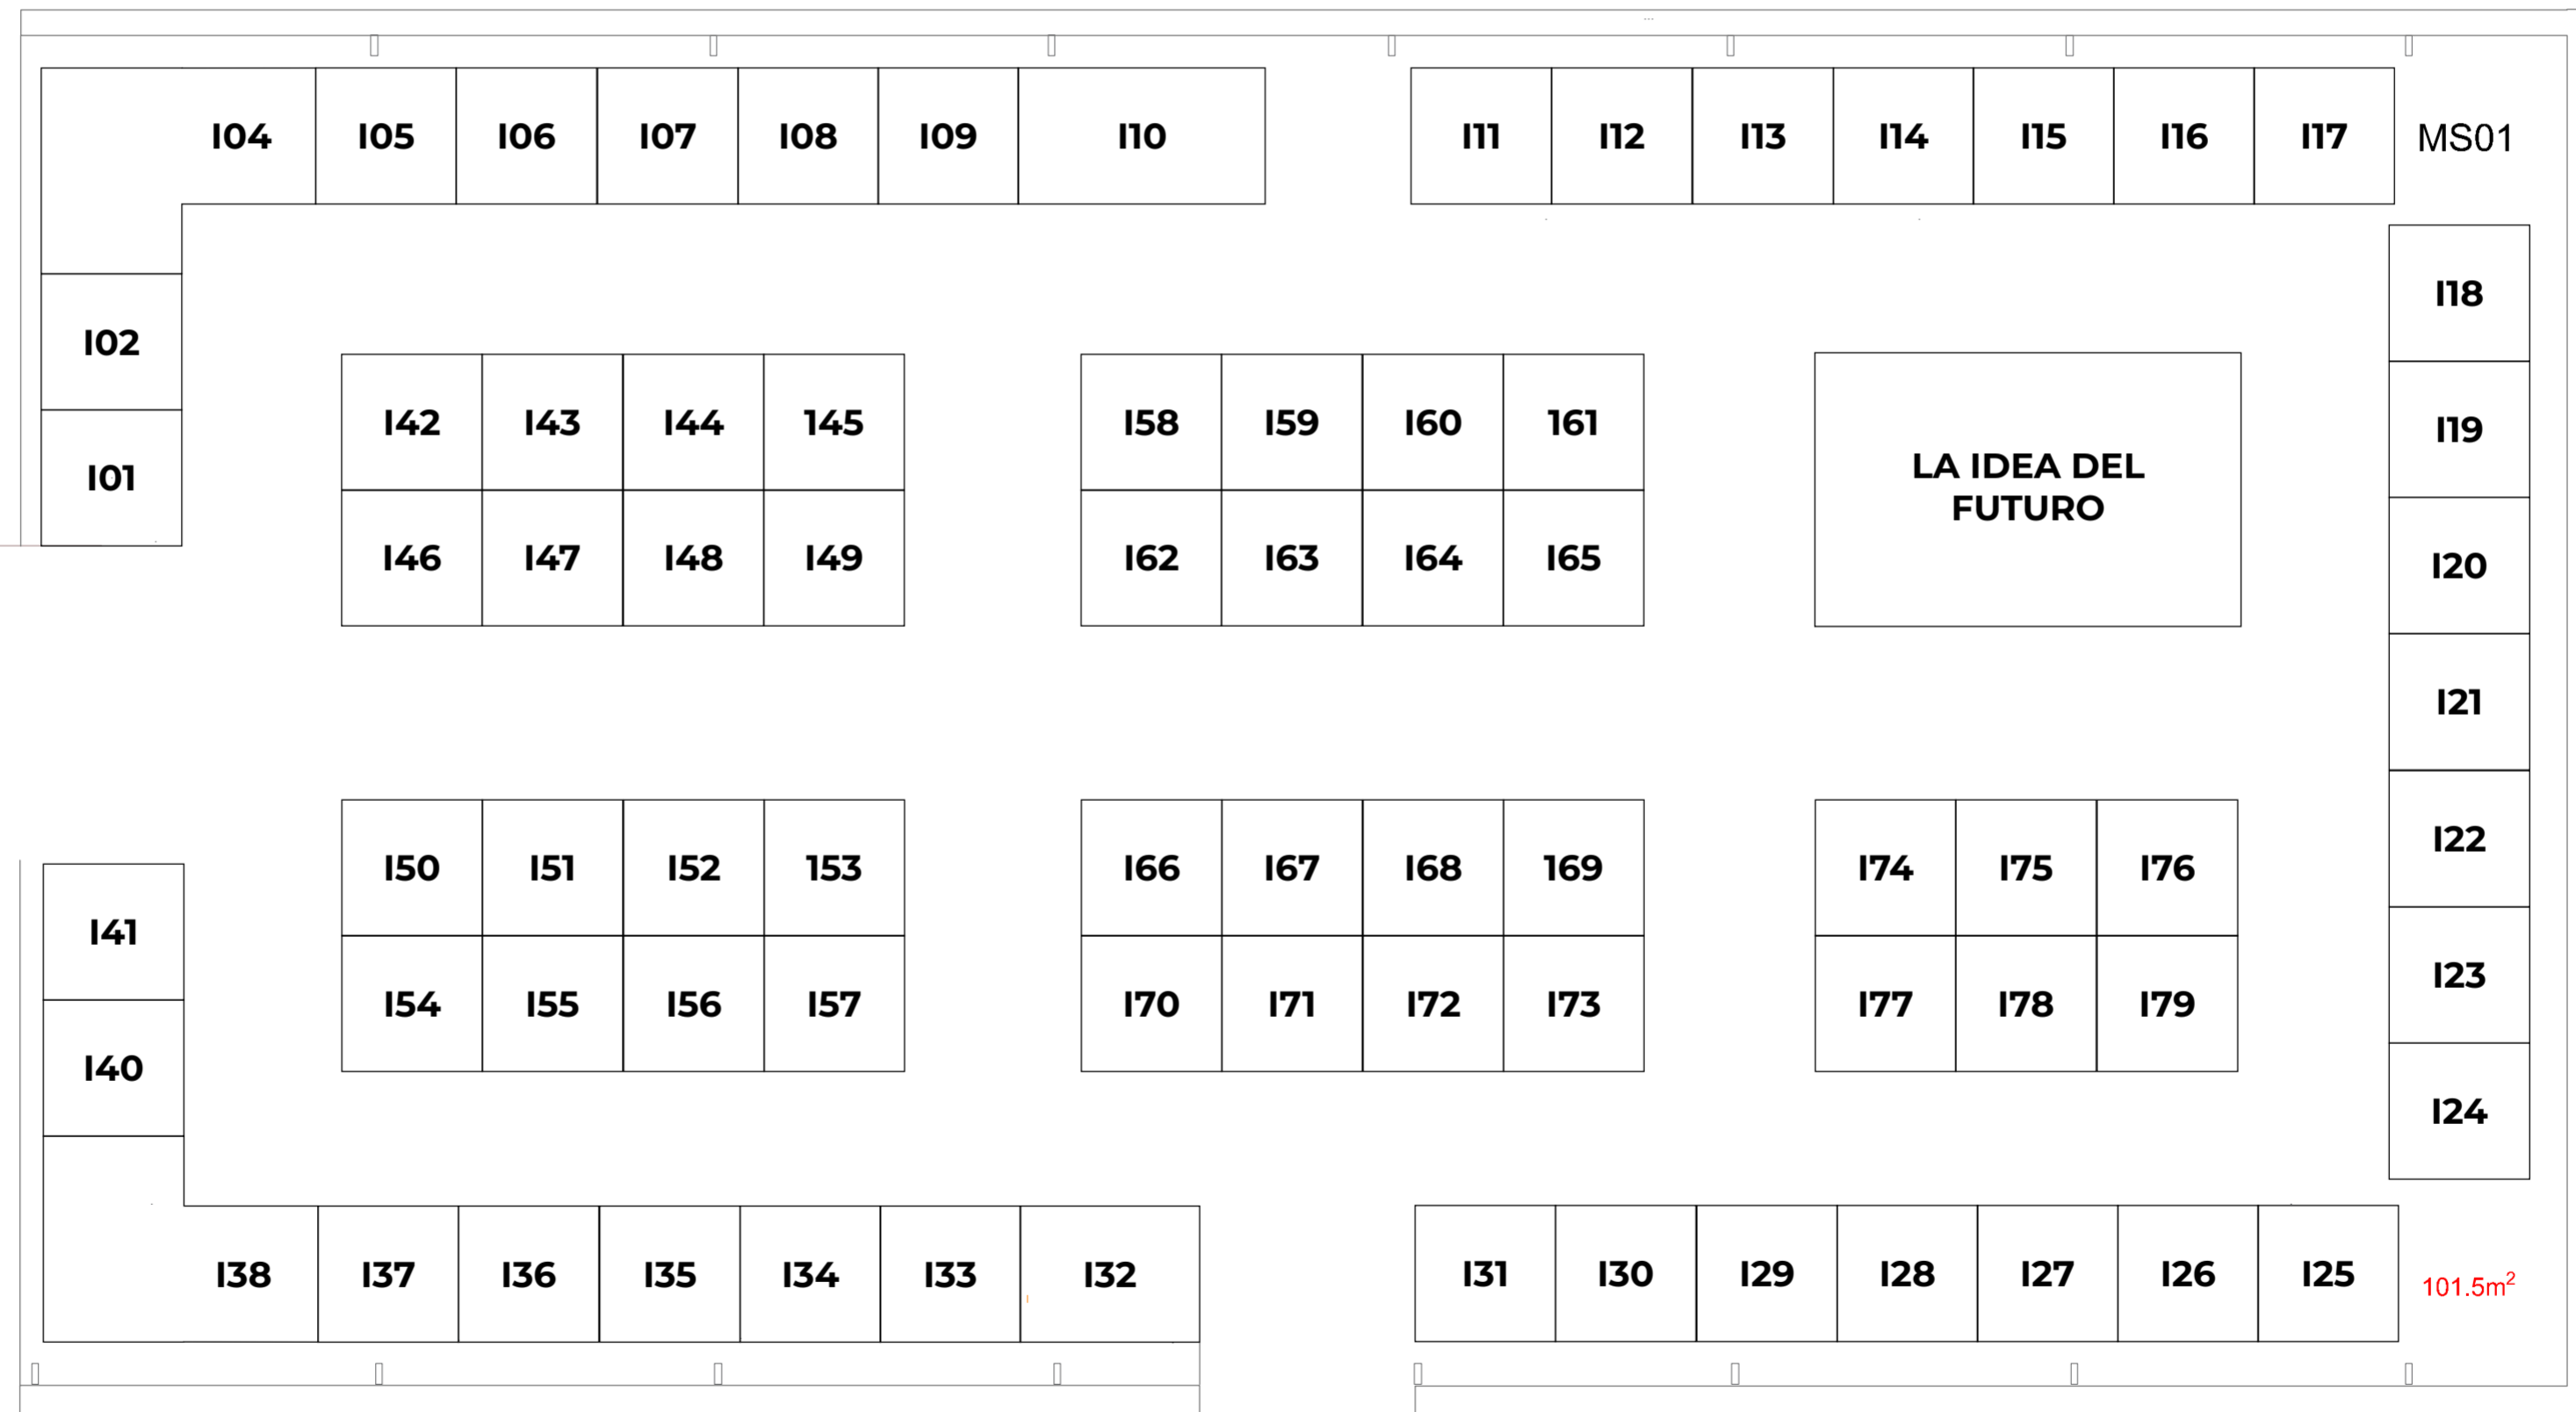 I04 I05 I06 I07 I08 I09 I10 I11 I12 I13 I14 I15 I16 I17 MS01
I18
I02
I42 I43 I44 145 I58 I59 I60 161 I19
LA IDEA DEL
FUTURO
I01
I46 I47 I48 I49 I62 I63 I64 I65 I20
I21
I50 I51 I52 153 I66 I67 I68 169 I74 I75 I76 I22
I41
I54 I55 I56 I57 I70 I71 I72 I73 I77 I78 I79 I23
I40
I24
I38 I37 I36 I35 I34 I33 I32 I31 I30 I29 I28 I27 I26 I25 101.5m²